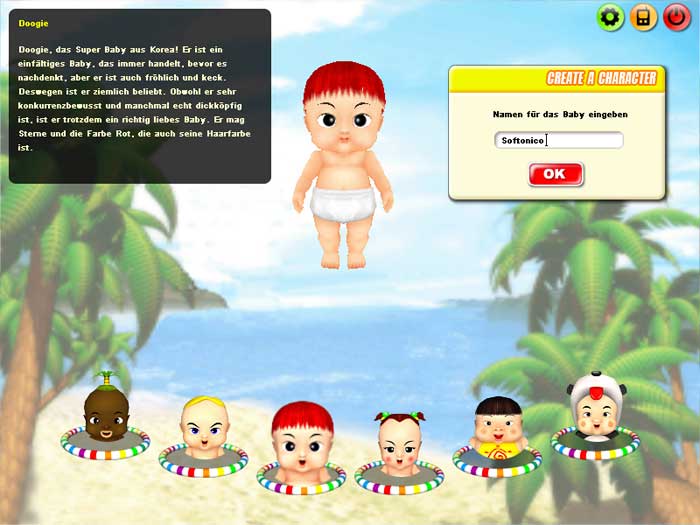 Doogie
Doogie, das Super Baby aus Korea! Er ist ein
einfältiges Baby, das immer handelt, bevor es
nachdenkt, aber er ist auch fröhlich und keck.
Deswegen ist er ziemlich beliebt. Obwohl er sehr
konkurrenzbewusst und manchmal echt dickköpfig
ist, ist er trotzdem ein richtig liebes Baby. Er mag
Sterne und die Farbe Rot, die auch seine Haarfarbe
ist.
CREATE A CHARACTER
Namen für das Baby eingeben
Softonico
OK